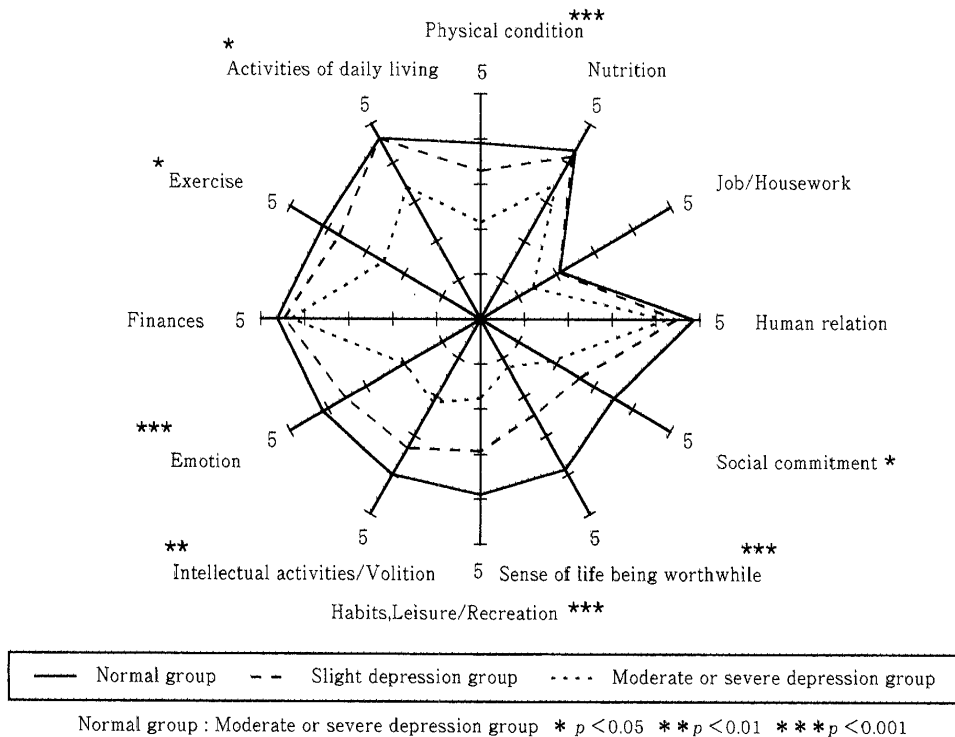 Physical condition ***
* Activities of daily living
5
Nutrition
5
5
* Exercise
5
Job/Housework
5
Finances
5
5
Human relation
*** Emotion
5
5
Social commitment *
** Intellectual activities/Volition
5
5
5
Sense of life being worthwhile ***
Habits,Leisure/Recreation ***
Normal group
Slight depression group
Moderate or severe depression group
Normal group : Moderate or severe depression group * p <0.05 ** p <0.01 *** p <0.001